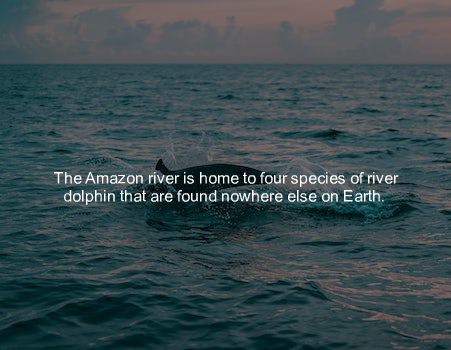 The Amazon river is home to four species of river
dolphin that are found nowhere else on Earth.